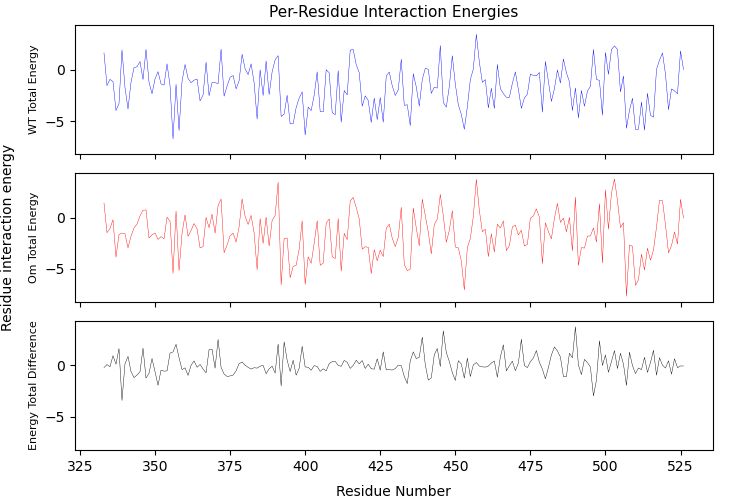 Per-Residue Interaction Energies
Residue interaction energy
WT Total Energy
0
−5
Om Total Energy
0
−5
Energy Total Difference
0
−5
325 350 375 400 425 450 475 500 525
Residue Number